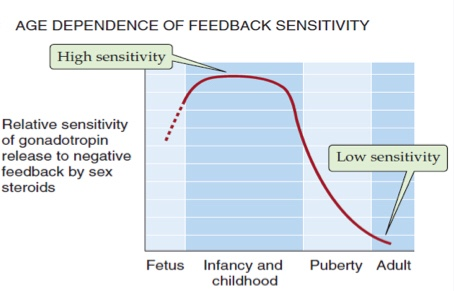 AGE DEPENDENCE OF FEEDBACK SENSITIVITY
High sensitivity
Relative sensitivity
of gonadotropin
release to negative
feedback by sex
steroids
Low sensitivity
Fetus Infancy and Puberty Adult
childhood